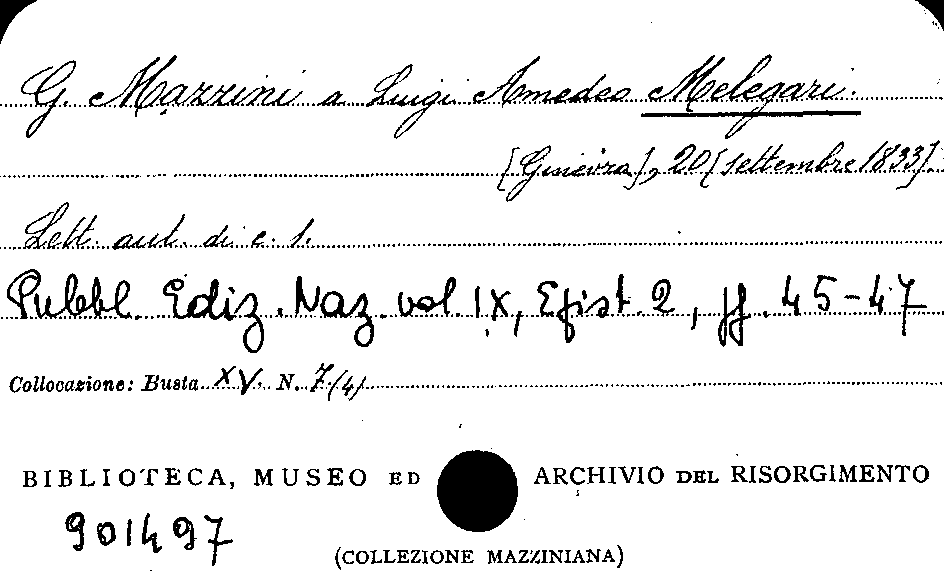 G. Mazzini a Luigi Amedeo Melegari.
[Ginevra], 20 [settembre 1833].
Lett. aut. di c. 1.
Pubbl. Ediz. Naz. vol. IX, Epist. 2, pp. 45-47
Collocazione: Busta XV. N. 7/(4)
BIBLIOTECA, MUSEO ED ARCHIVIO DEL RISORGIMENTO
901497
(COLLEZIONE MAZZINIANA)